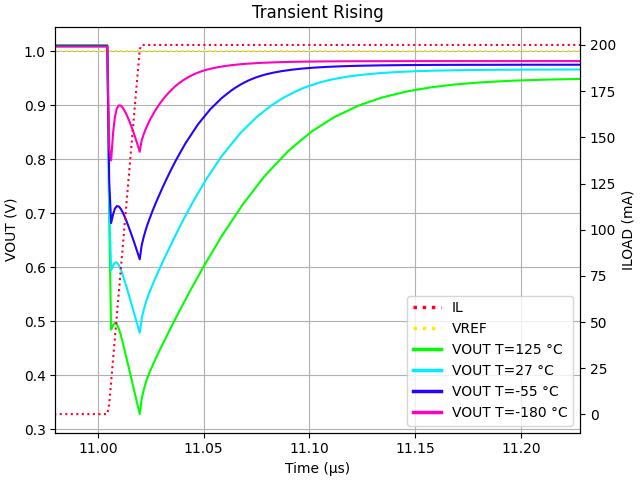 Transient Rising
VOUT (V)
1.0
0.9
0.8
0.7
0.6
0.5
0.4
0.3
200
175
150
125
100
75
50
25
0
ILOAD (mA)
IL
VREF
VOUT T=125 °C
VOUT T=27 °C
VOUT T=-55 °C
VOUT T=-180 °C
11.00 11.05 11.10 11.15 11.20
Time (μs)